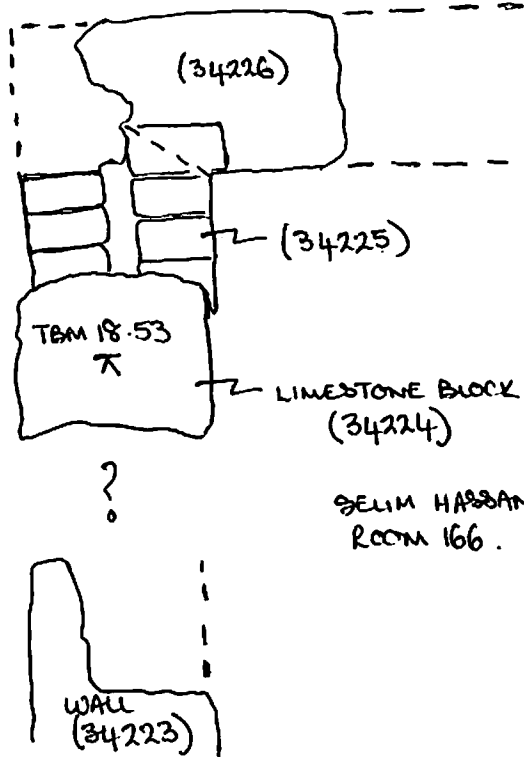 (34226)
(34225)
TBM 18.53
LIMESTONE BLOCK
(34224)
?
SELIM HASSAN
ROOM 166.
WALL
(34223)